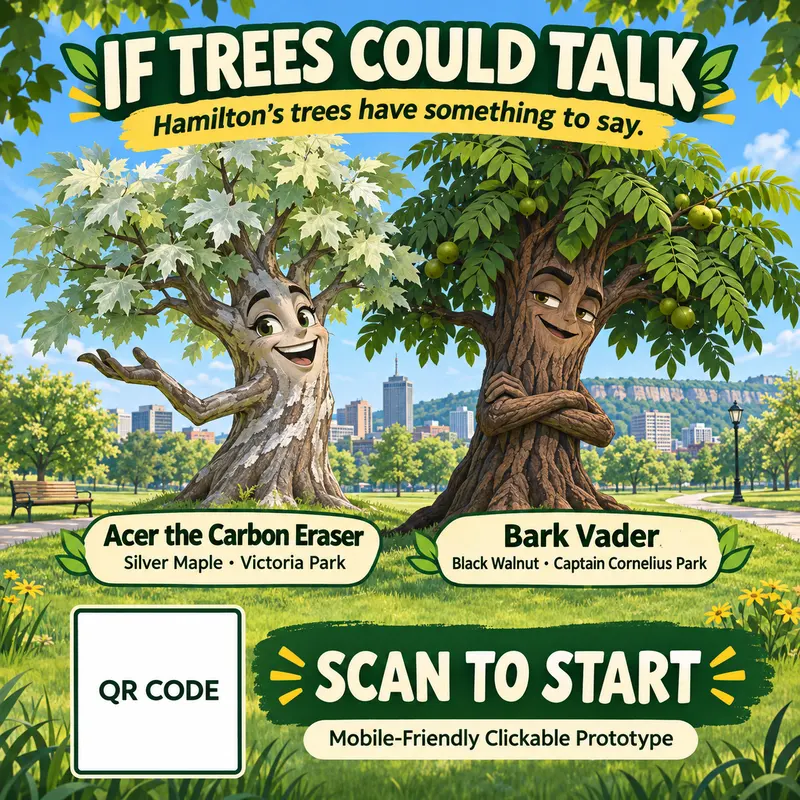 IF TREES COULD TALK
Hamilton's trees have something to say.
Acer the Carbon Eraser
Silver Maple • Victoria Park
Bark Vader
Black Walnut • Captain Cornelius Park
QR CODE
SCAN TO START
Mobile-Friendly Clickable Prototype